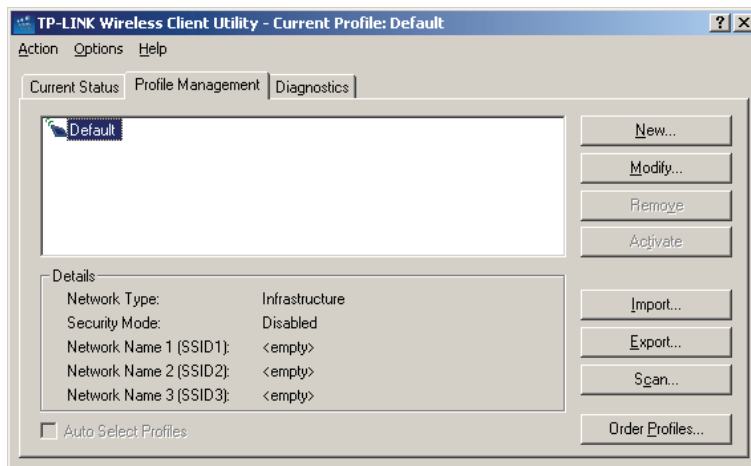 TP-LINK Wireless Client Utility - Current Profile: Default
Action Options Help
Current Status Profile Management Diagnostics
Default
New...
Modify...
Remove
Activate
Details
Network Type: Infrastructure
Security Mode: Disabled
Network Name 1 (SSID1): <empty>
Network Name 2 (SSID2): <empty>
Network Name 3 (SSID3): <empty>
Import...
Export...
Scan...
Auto Select Profiles
Order Profiles...